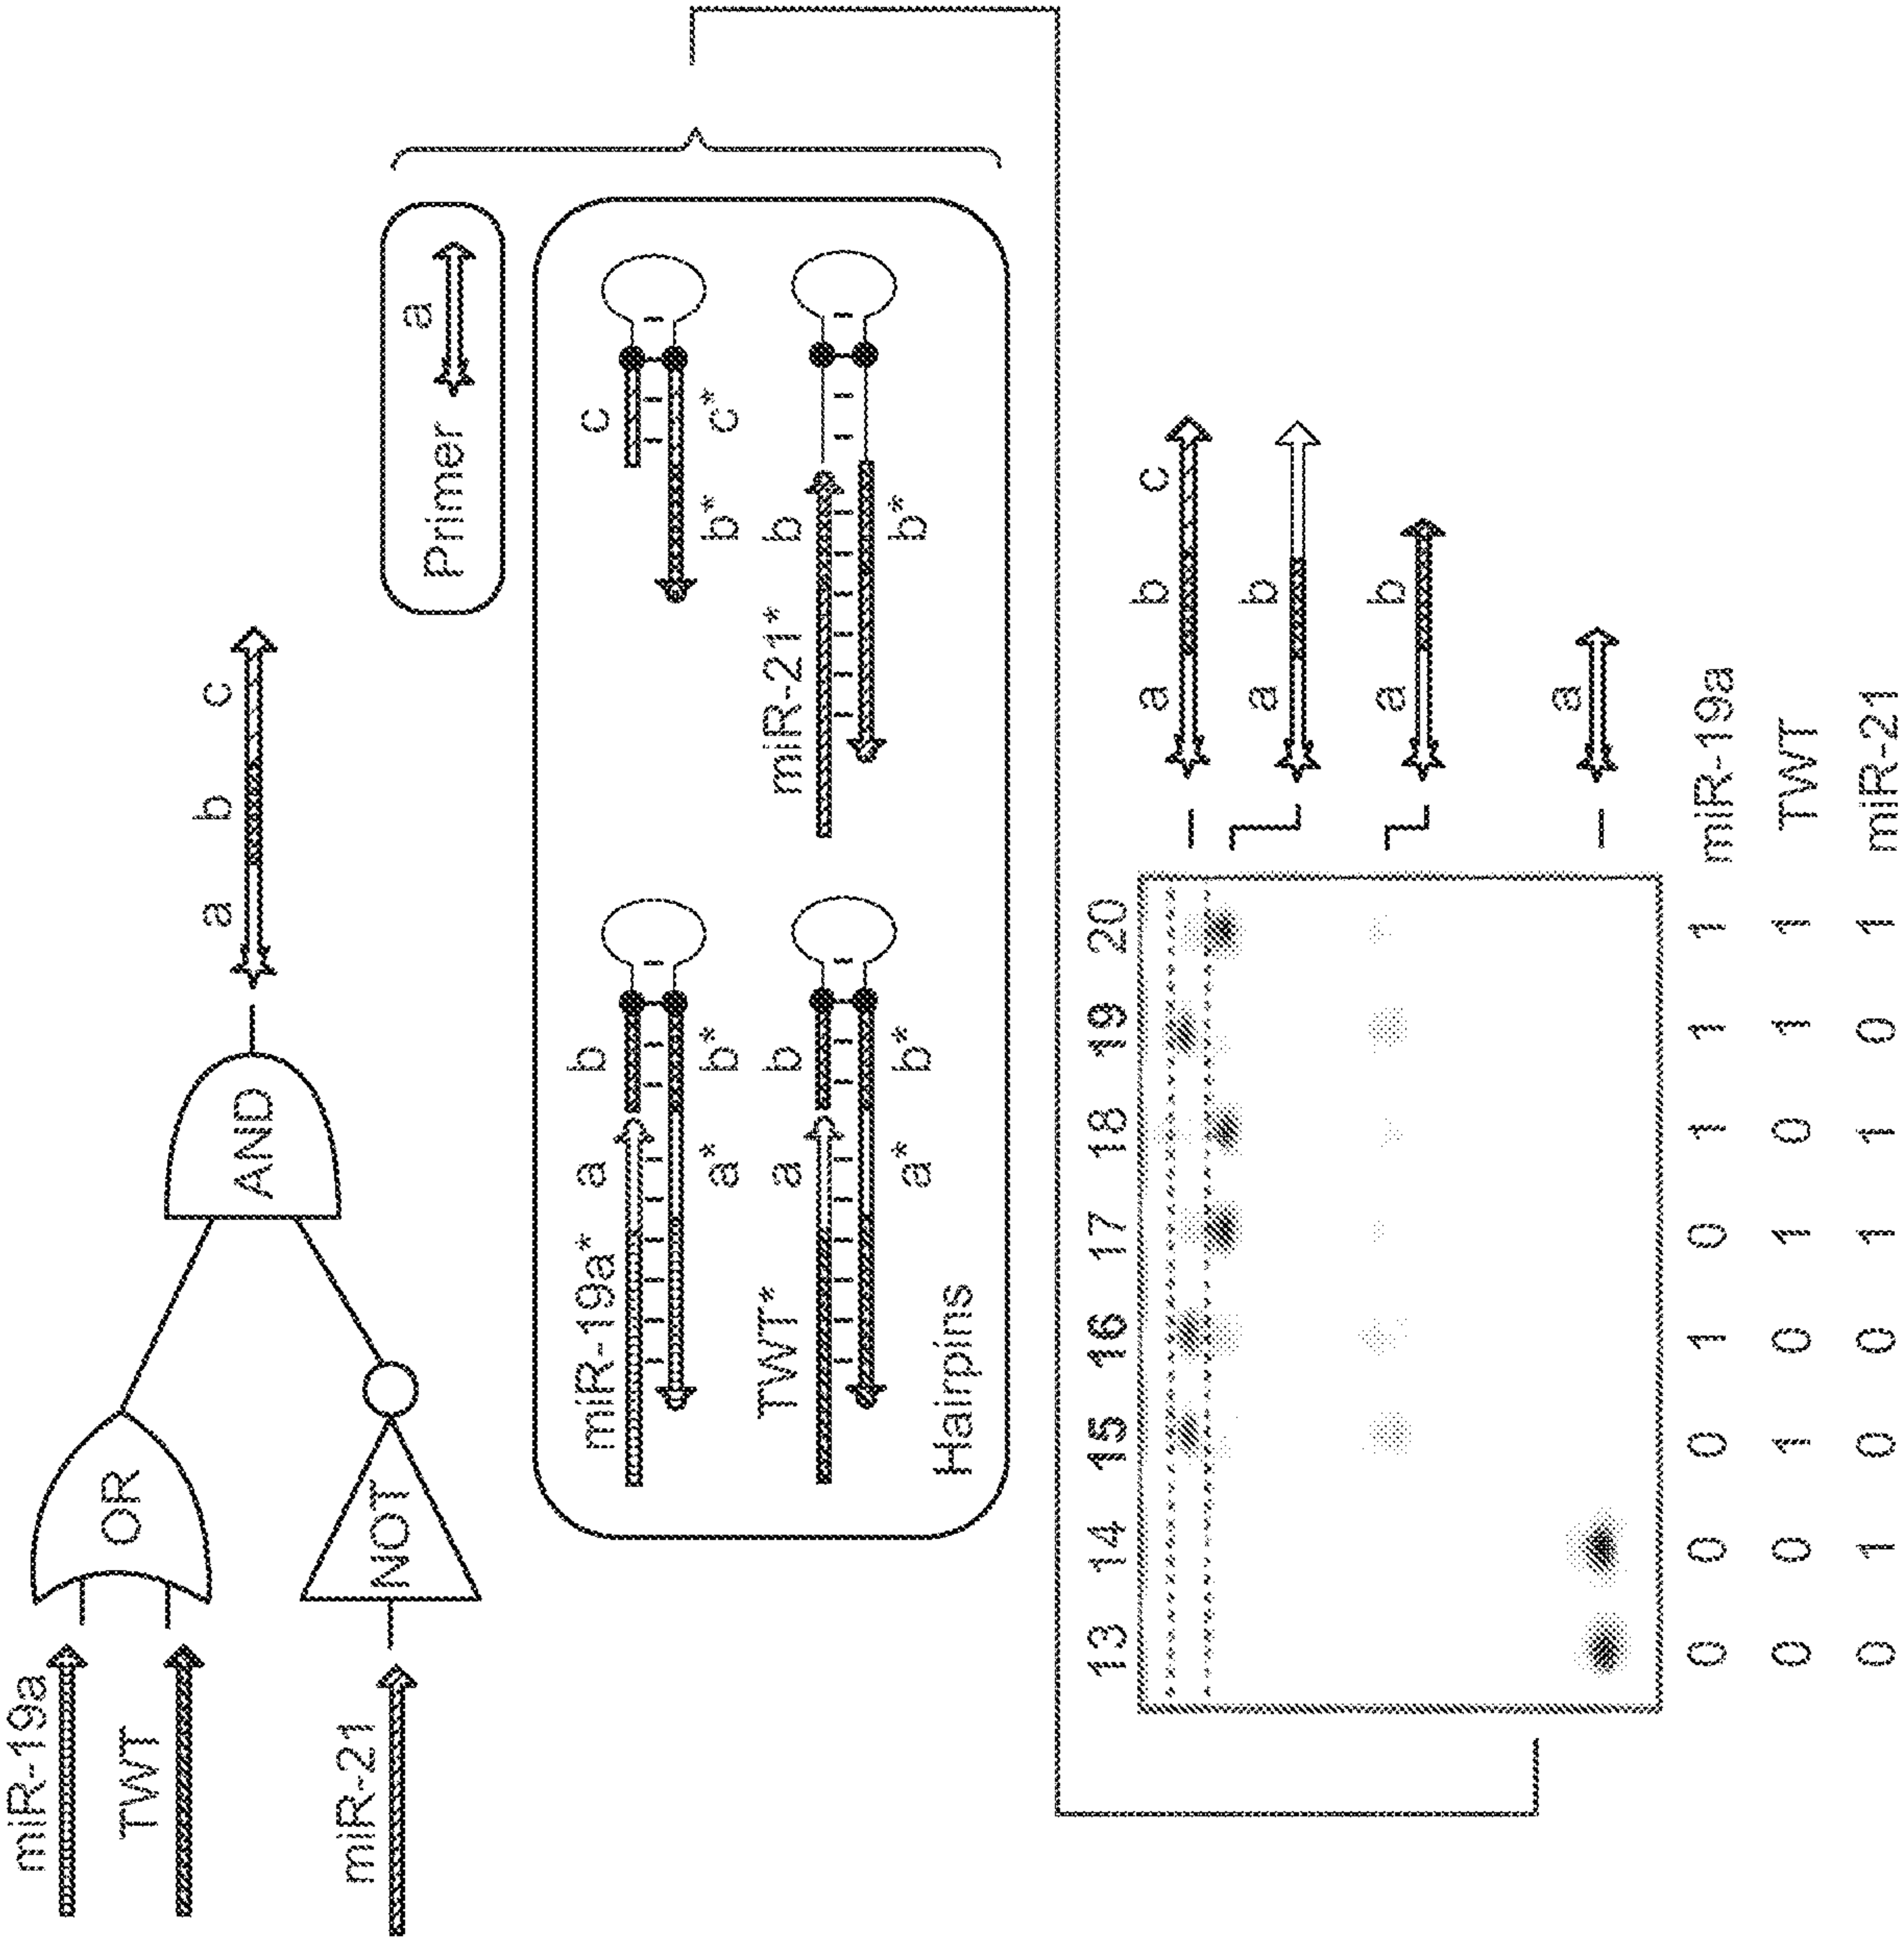 miR-19a
TWT
miR-21
OR
NOT
AND
a b c
Primer a
miR-19a* a b
a* b*
c
b* c*
TWT* a b
a* b*
miR-21* b
b*
Hairpins
13 14 15 16 17 18 19 20
a b c
a b
a b
a
0 0 0 1 0 1 1 1 miR-19a
0 0 1 0 1 0 1 1 TWT
0 1 0 0 1 1 0 1 miR-21